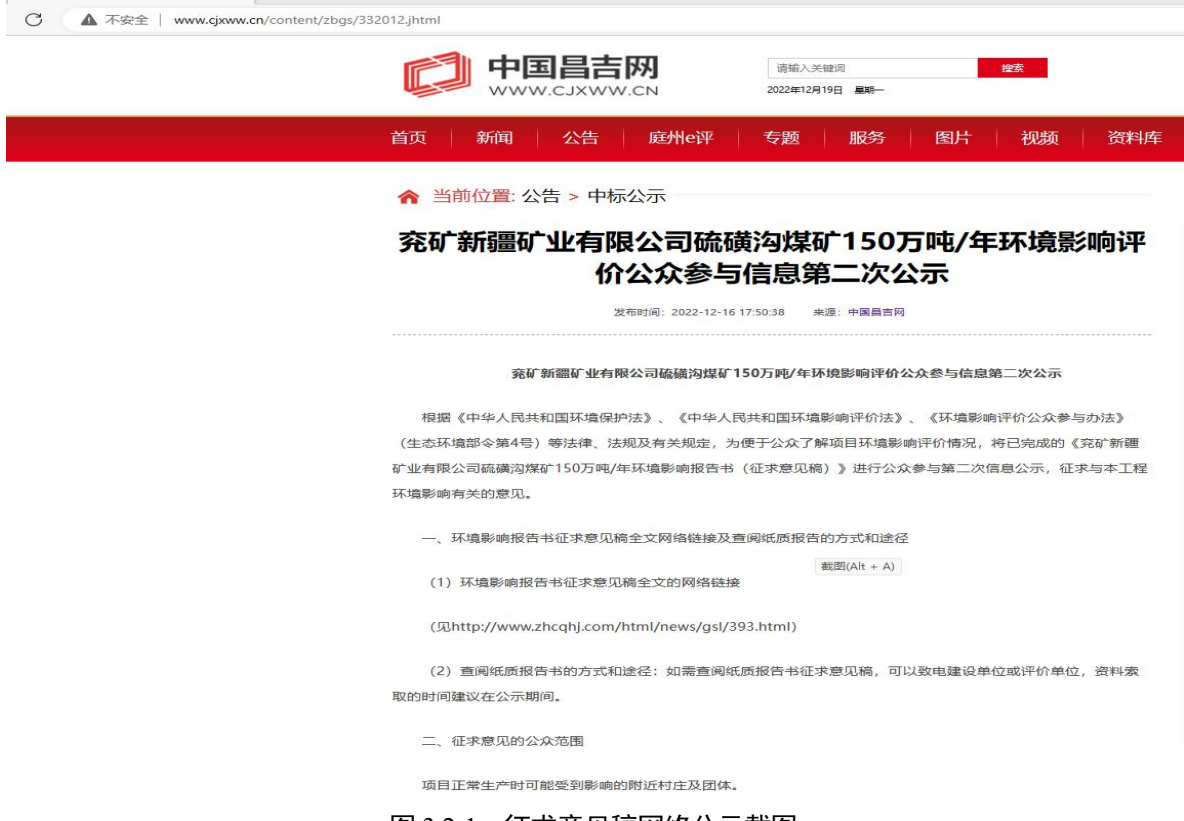 不安全 | www.cjxww.cn/content/zbgs/332012.jhtml
中国昌吉网
WWW.CJXWW.CN
请输入关键词
搜索
2022年12月19日 星期一
首页 新闻 公告 庭州e评 专题 服务 图片 视频 资料库
当前位置: 公告 > 中标公示
兖矿新疆矿业有限公司硫磺沟煤矿150万吨/年环境影响评
价公众参与信息第二次公示
发布时间：2022-12-16 17:50:38 来源：中国昌吉网
兖矿新疆矿业有限公司硫磺沟煤矿150万吨/年环境影响评价公众参与信息第二次公示
根据《中华人民共和国环境保护法》、《中华人民共和国环境影响评价法》、《环境影响评价公众参与办法》
（生态环境部令第4号）等法律、法规及有关规定，为便于公众了解项目环境影响评价情况，将已完成的《兖矿新疆
矿业有限公司硫磺沟煤矿150万吨/年环境影响报告书（征求意见稿）》进行公众参与第二次信息公示，征求与本工程
环境影响有关的意见。
一、环境影响报告书征求意见稿全文网络链接及查阅纸质报告的方式和途径
截图(Alt + A)
（1）环境影响报告书征求意见稿全文的网络链接
（见http://www.zhcqhj.com/html/news/gsl/393.html）
（2）查阅纸质报告书的方式和途径：如需查阅纸质报告书征求意见稿，可以致电建设单位或评价单位，资料索
取的时间建议在公示期间。
二、征求意见的公众范围
项目正常生产时可能受到影响的附近村庄及团体。
图 3.2-1 征求意见稿网络公示截图